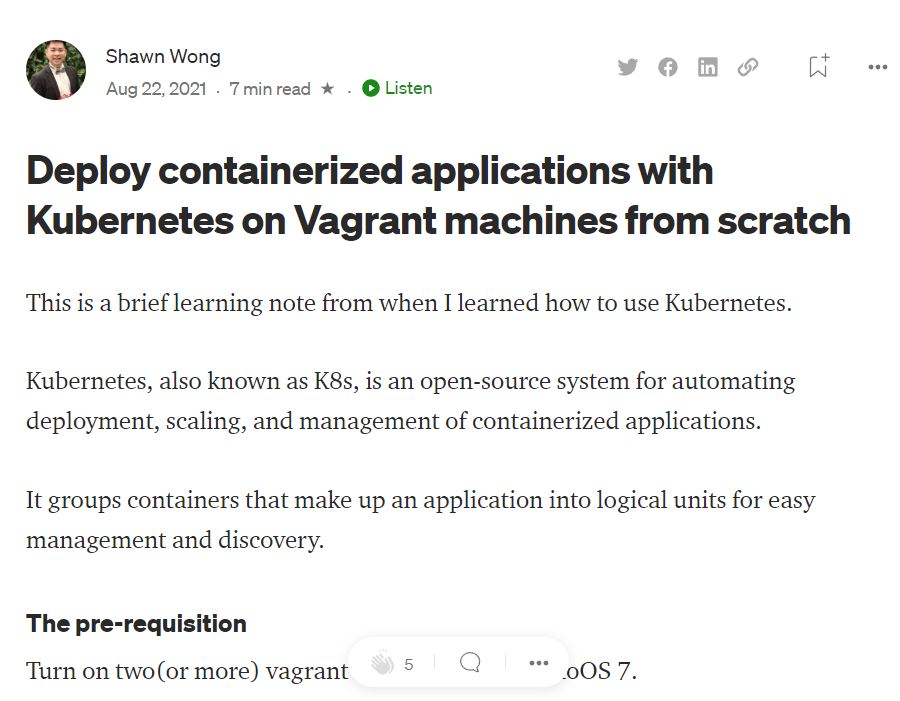 Shawn Wong
Aug 22, 2021 · 7 min read ★ · Listen
Deploy containerized applications with
Kubernetes on Vagrant machines from scratch
This is a brief learning note from when I learned how to use Kubernetes.
Kubernetes, also known as K8s, is an open-source system for automating
deployment, scaling, and management of containerized applications.
It groups containers that make up an application into logical units for easy
management and discovery.
The pre-requisition
Turn on two(or more) vagrant 5 7.